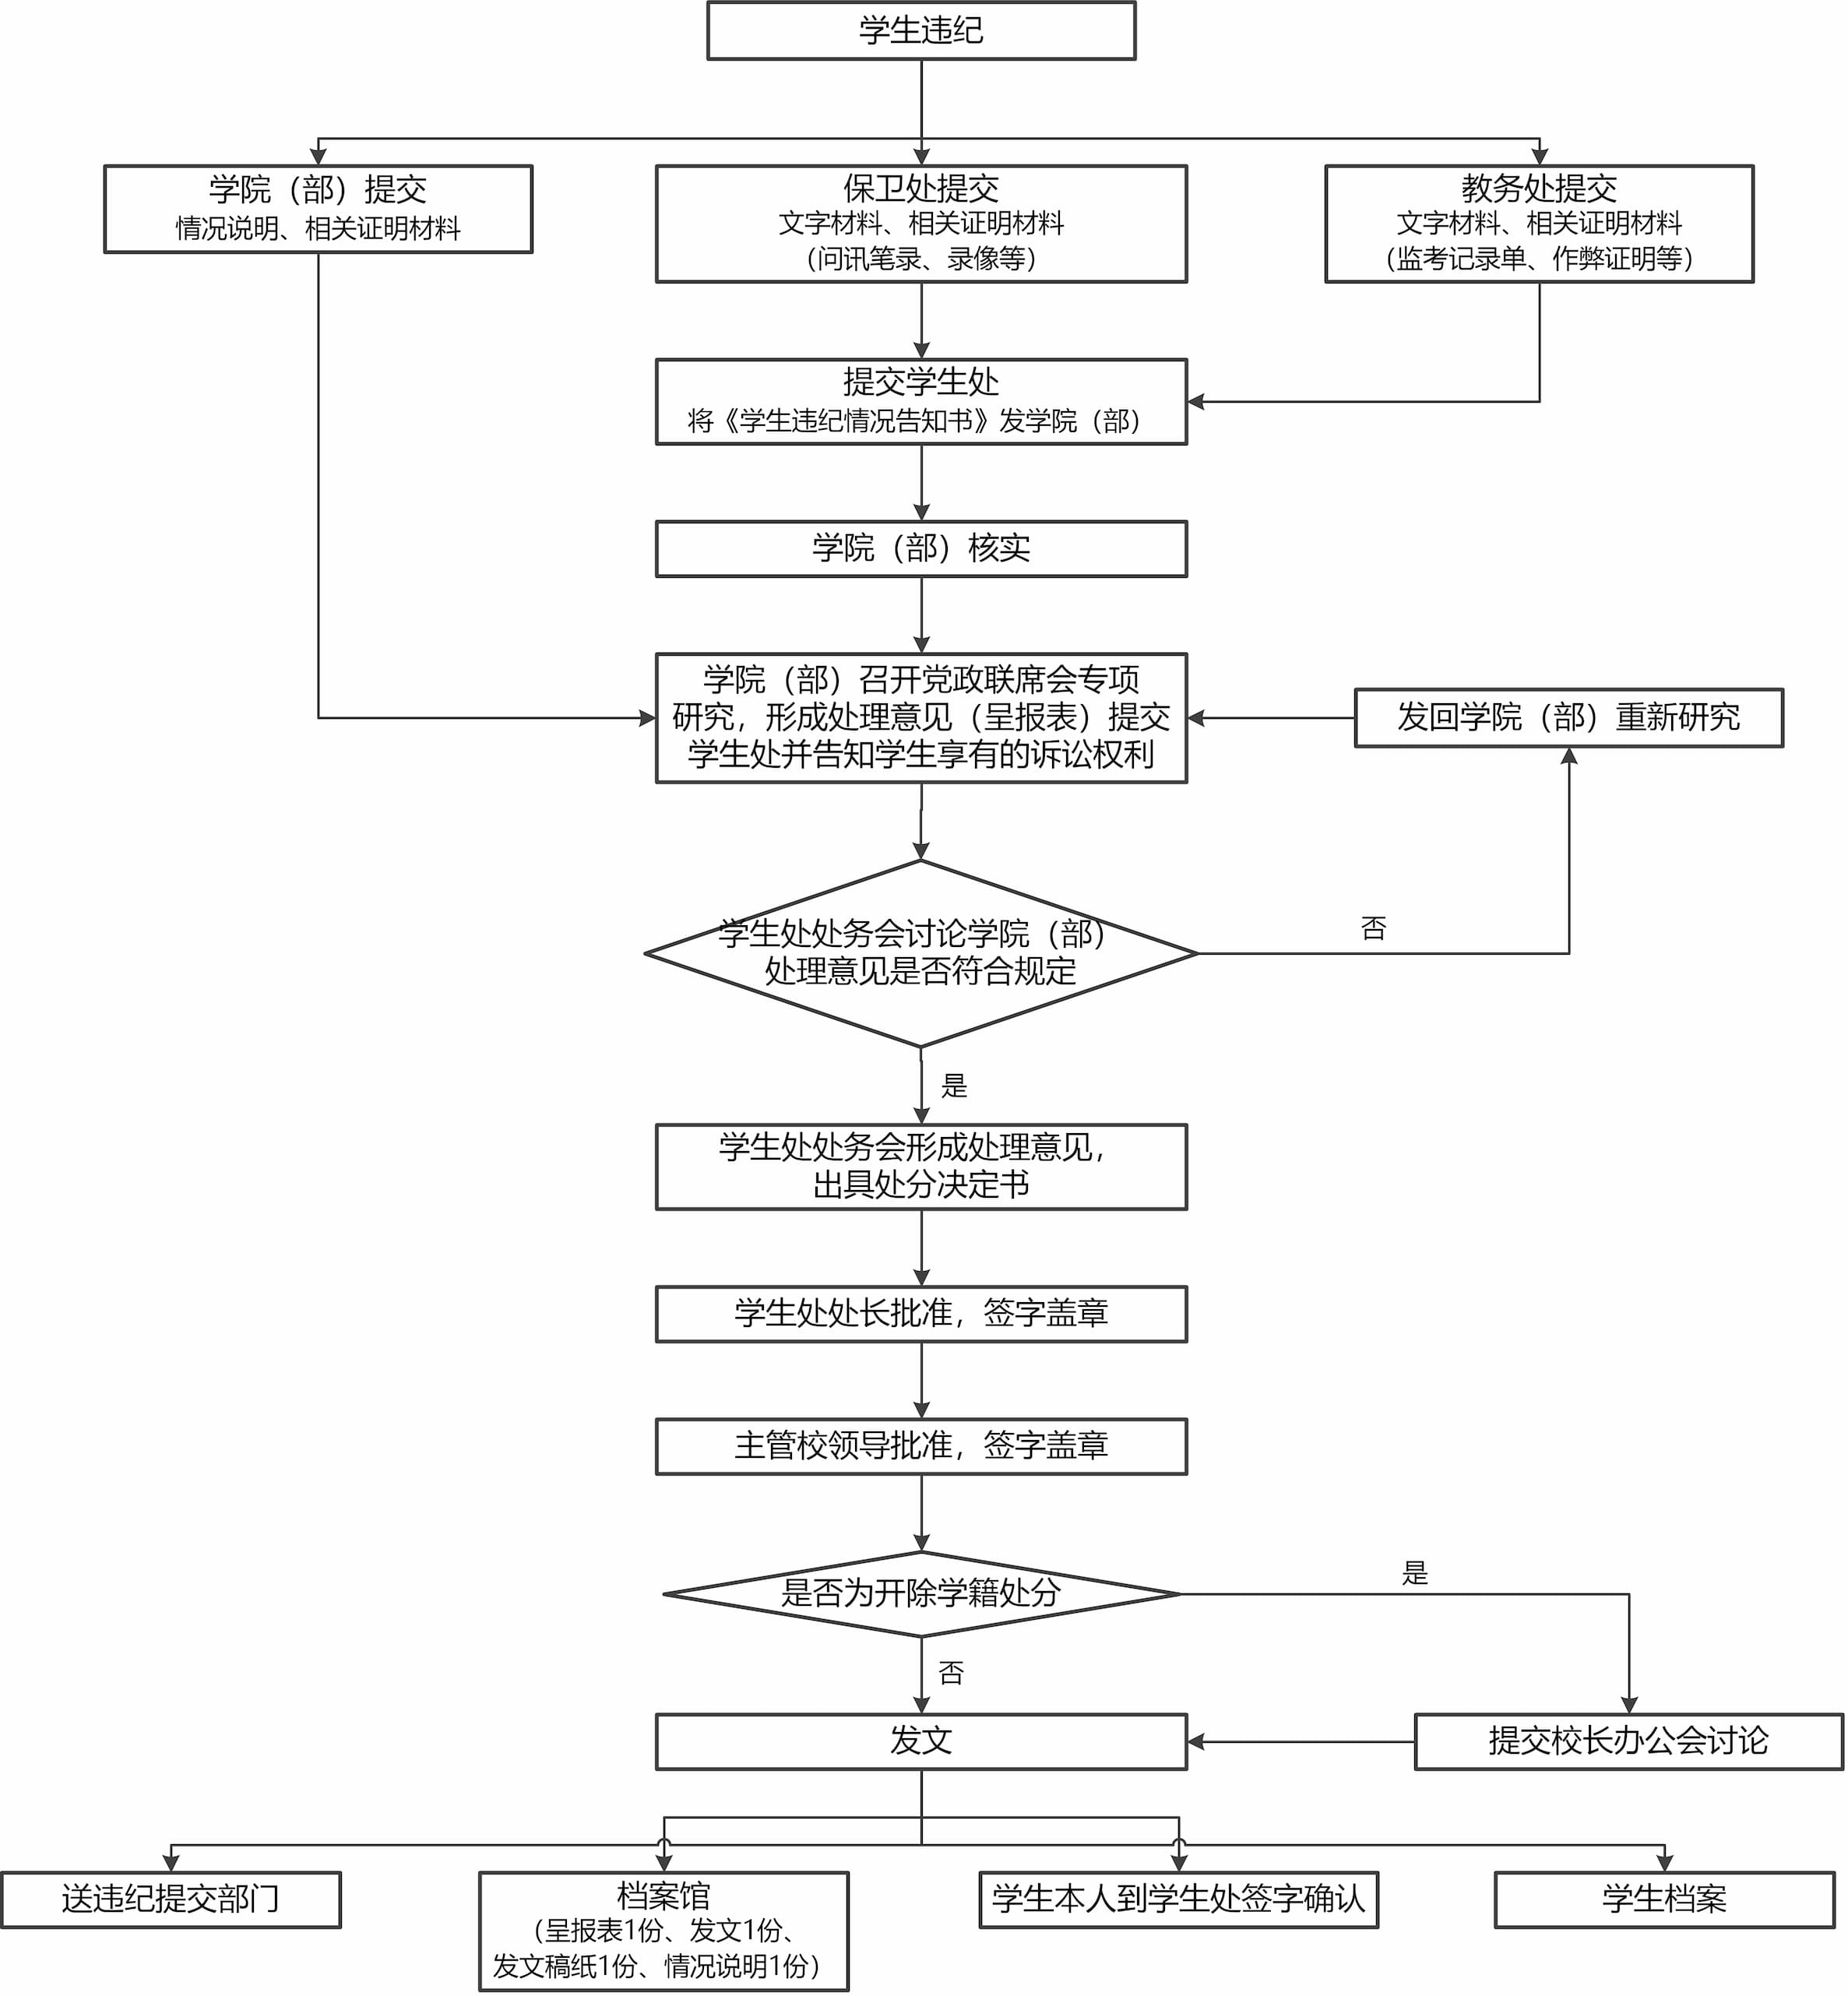 学生违纪
学院（部）提交
情况说明、相关证明材料
保卫处提交
文字材料、相关证明材料
（问讯笔录、录像等）
教务处提交
文字材料、相关证明材料
（监考记录单、作弊证明等）
提交学生处
将《学生违纪情况告知书》发学院（部）
学院（部）核实
学院（部）召开党政联席会专项
研究，形成处理意见（呈报表）提交
学生处并告知学生享有的诉讼权利
发回学院（部）重新研究
学生处处务会讨论学院（部）
处理意见是否符合规定
否
是
学生处处务会形成处理意见，
出具处分决定书
学生处处长批准，签字盖章
主管校领导批准，签字盖章
是否为开除学籍处分
是
否
发文
提交校长办公会讨论
送违纪提交部门
档案馆
（呈报表1份、发文1份、
发文稿纸1份、情况说明1份）
学生本人到学生处签字确认
学生档案